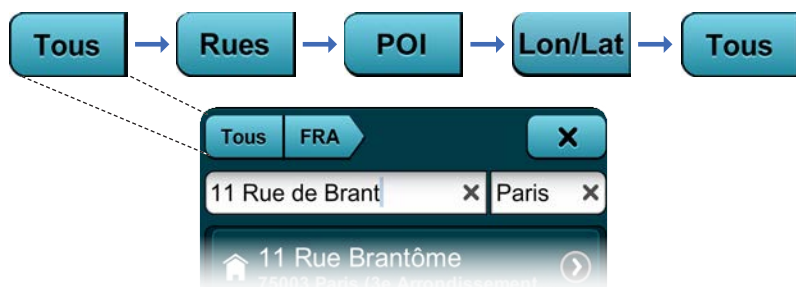 Tous Rues POI Lon/Lat Tous
Tous FRA
11 Rue de Brant Paris
11 Rue Brantôme
75003 Paris (3e Arrondissement